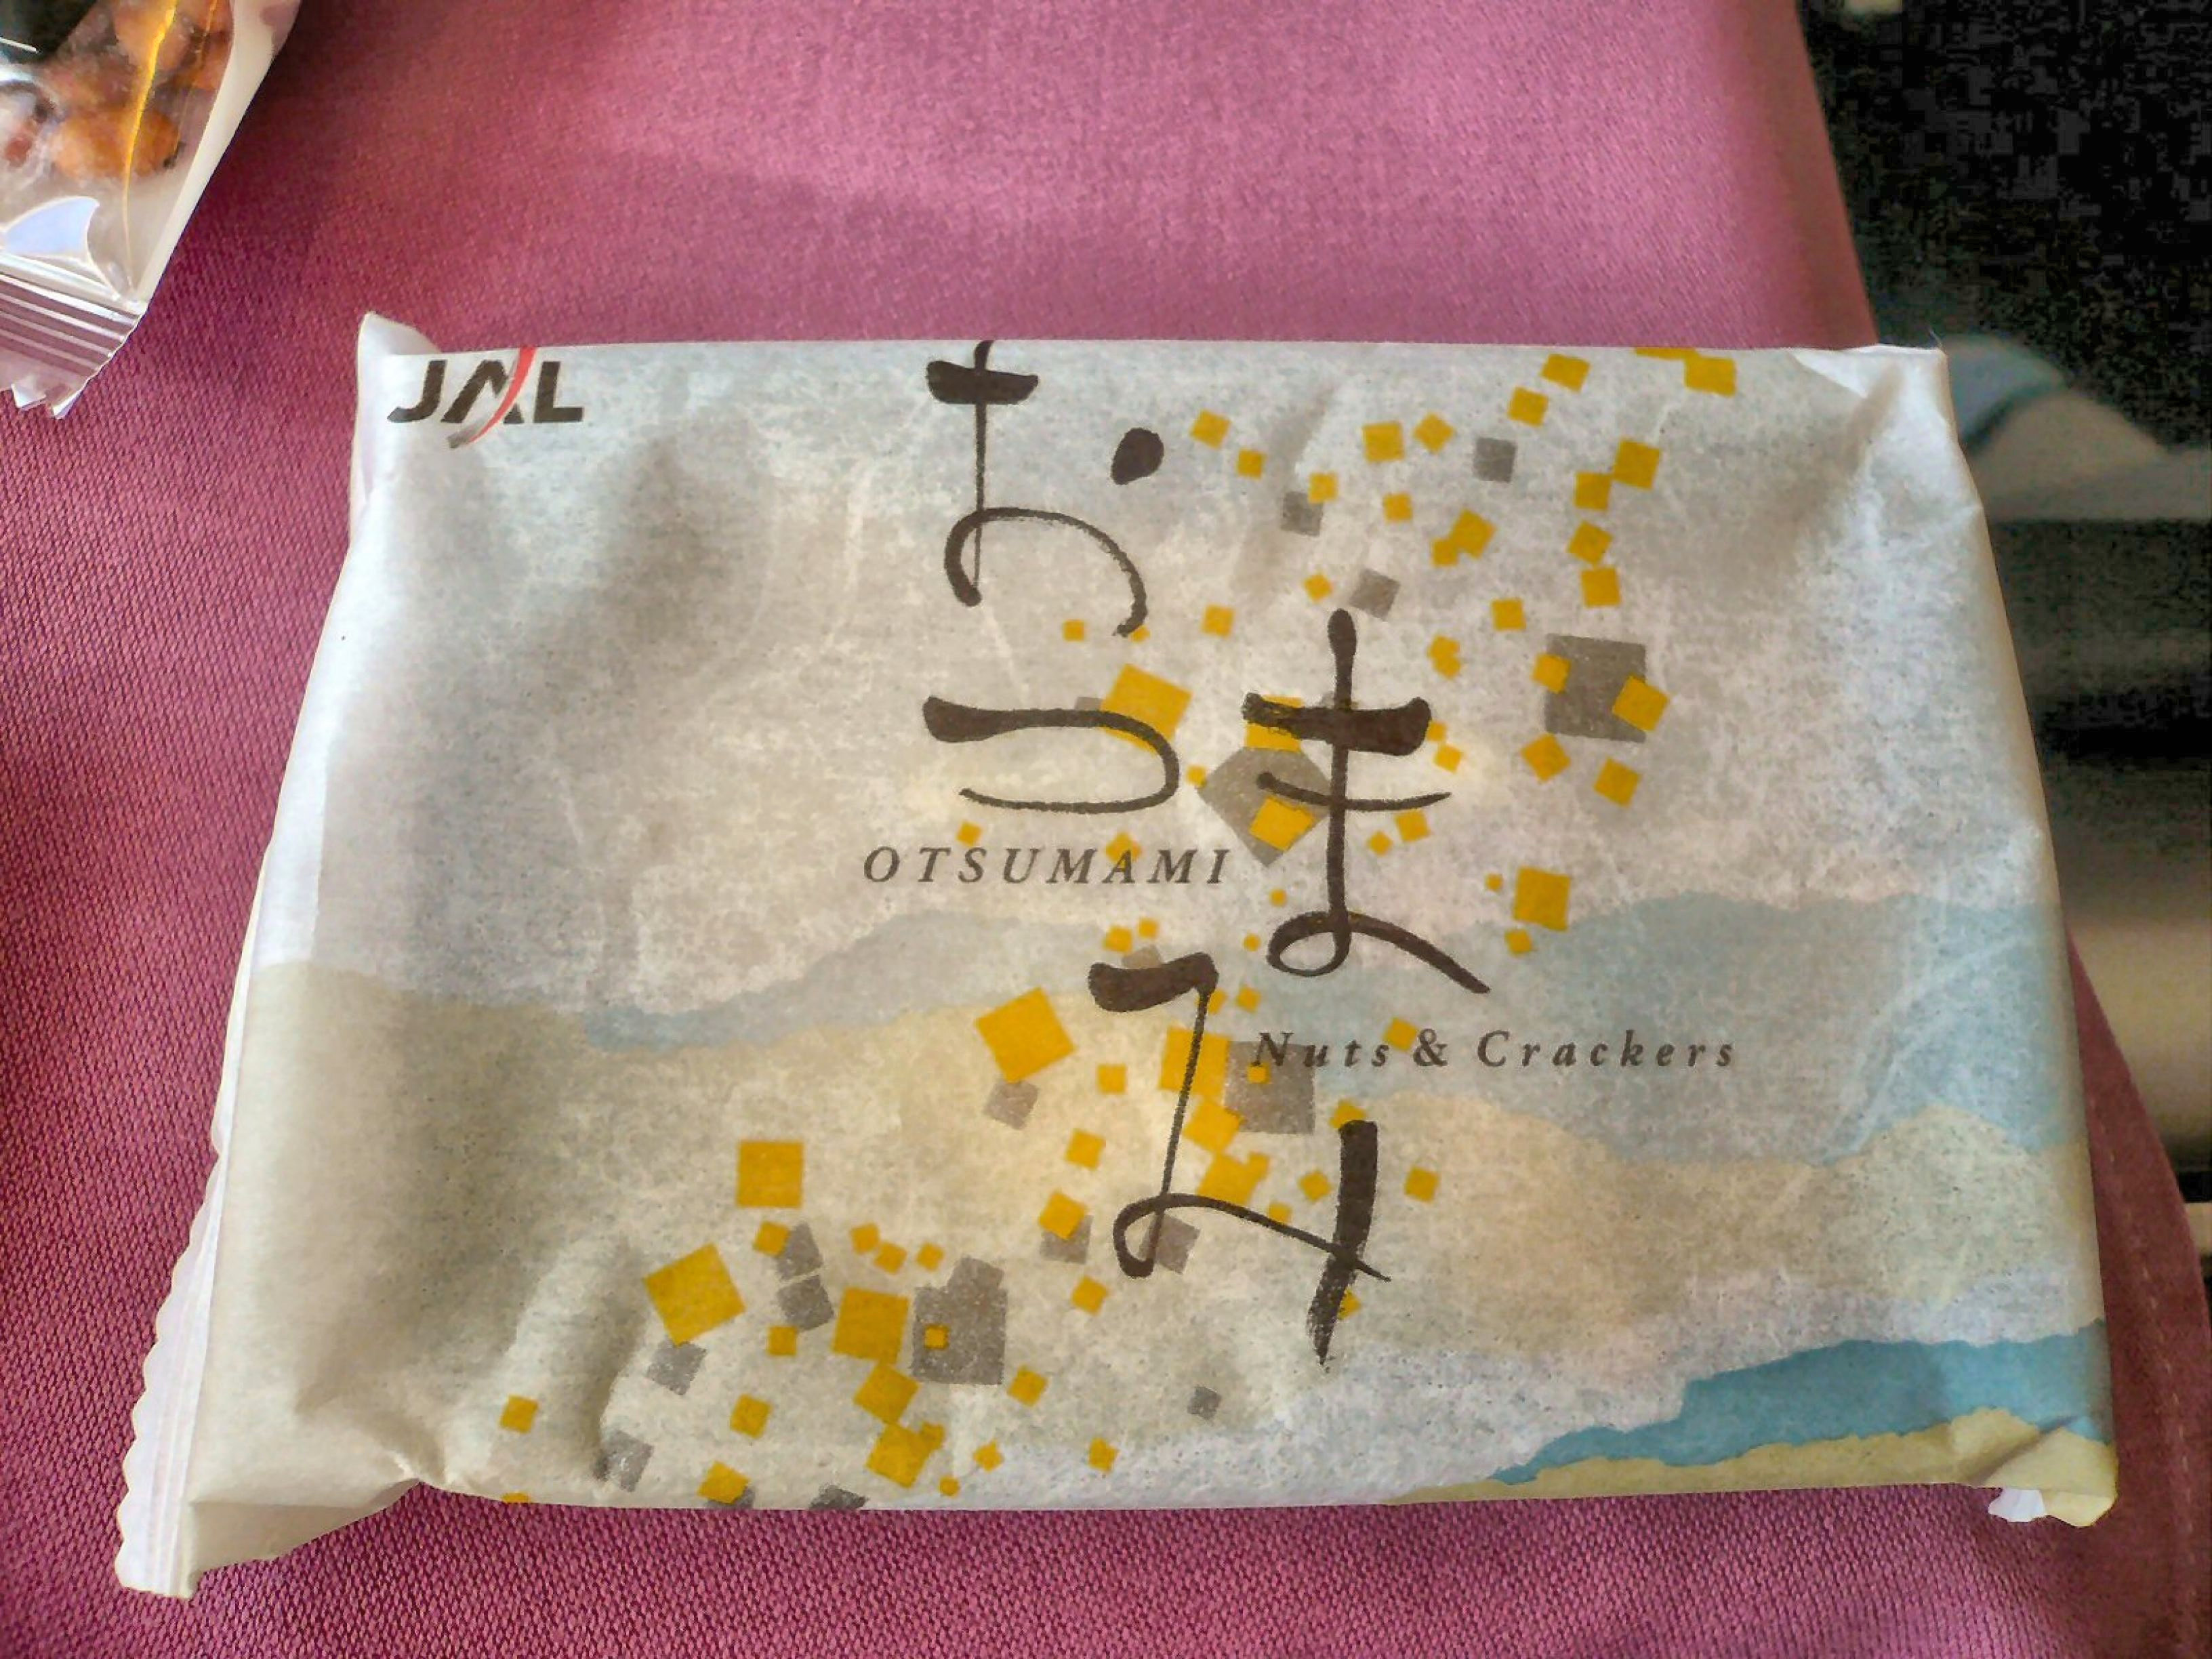 JAL
おつまみ
OTSUMAMI
Nuts & Crackers